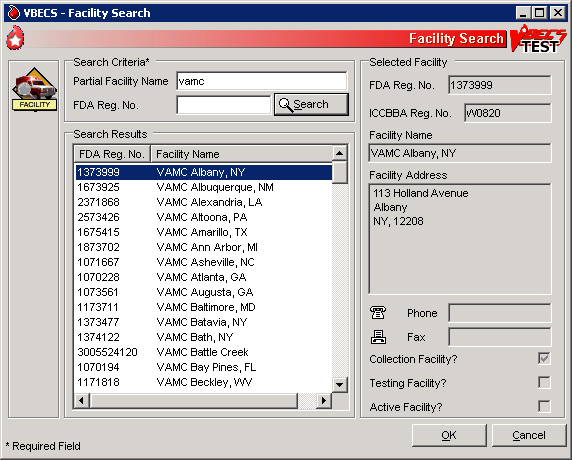 VBECS - Facility Search
Facility Search
VBECS
TEST
FACILITY
Search Criteria*
Partial Facility Name vamc
FDA Reg. No.
Search
Search Results
FDA Reg. No. Facility Name
1373999 VAMC Albany, NY
1673925 VAMC Albuquerque, NM
2371868 VAMC Alexandria, LA
2573426 VAMC Altoona, PA
1675415 VAMC Amarillo, TX
1873702 VAMC Ann Arbor, MI
1071667 VAMC Asheville, NC
1070228 VAMC Atlanta, GA
1073561 VAMC Augusta, GA
1173711 VAMC Baltimore, MD
1373477 VAMC Batavia, NY
1374122 VAMC Bath, NY
3005524120 VAMC Battle Creek
1070194 VAMC Bay Pines, FL
1171818 VAMC Beckley, WV
Selected Facility
FDA Reg. No. 1373999
ICCBBA Reg. No. W0820
Facility Name
VAMC Albany, NY
Facility Address
113 Holland Avenue
Albany
NY, 12208
Phone
Fax
Collection Facility?
Testing Facility?
Active Facility?
* Required Field
OK
Cancel